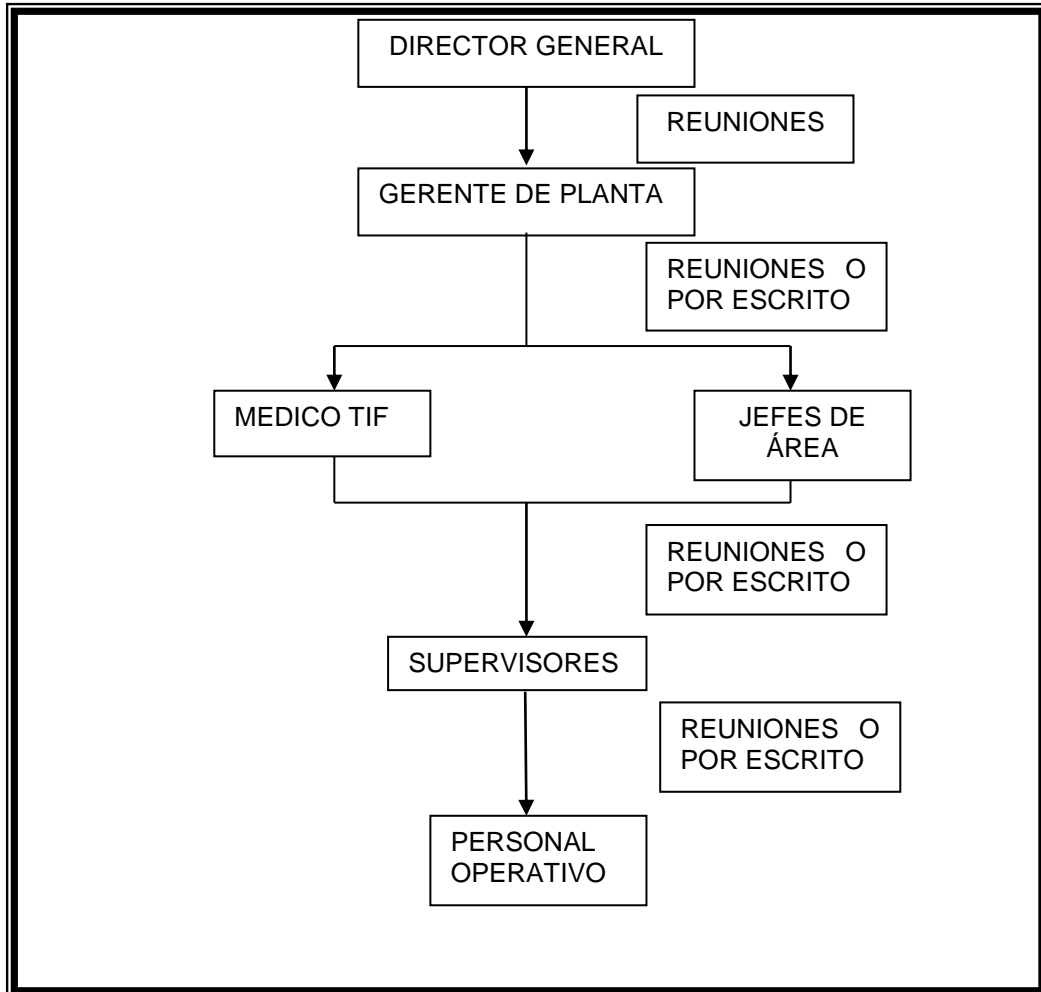 DIRECTOR GENERAL
REUNIONES
GERENTE DE PLANTA
REUNIONES O
POR ESCRITO
MEDICO TIF
JEFES DE
ÁREA
REUNIONES O
POR ESCRITO
SUPERVISORES
REUNIONES O
POR ESCRITO
PERSONAL
OPERATIVO